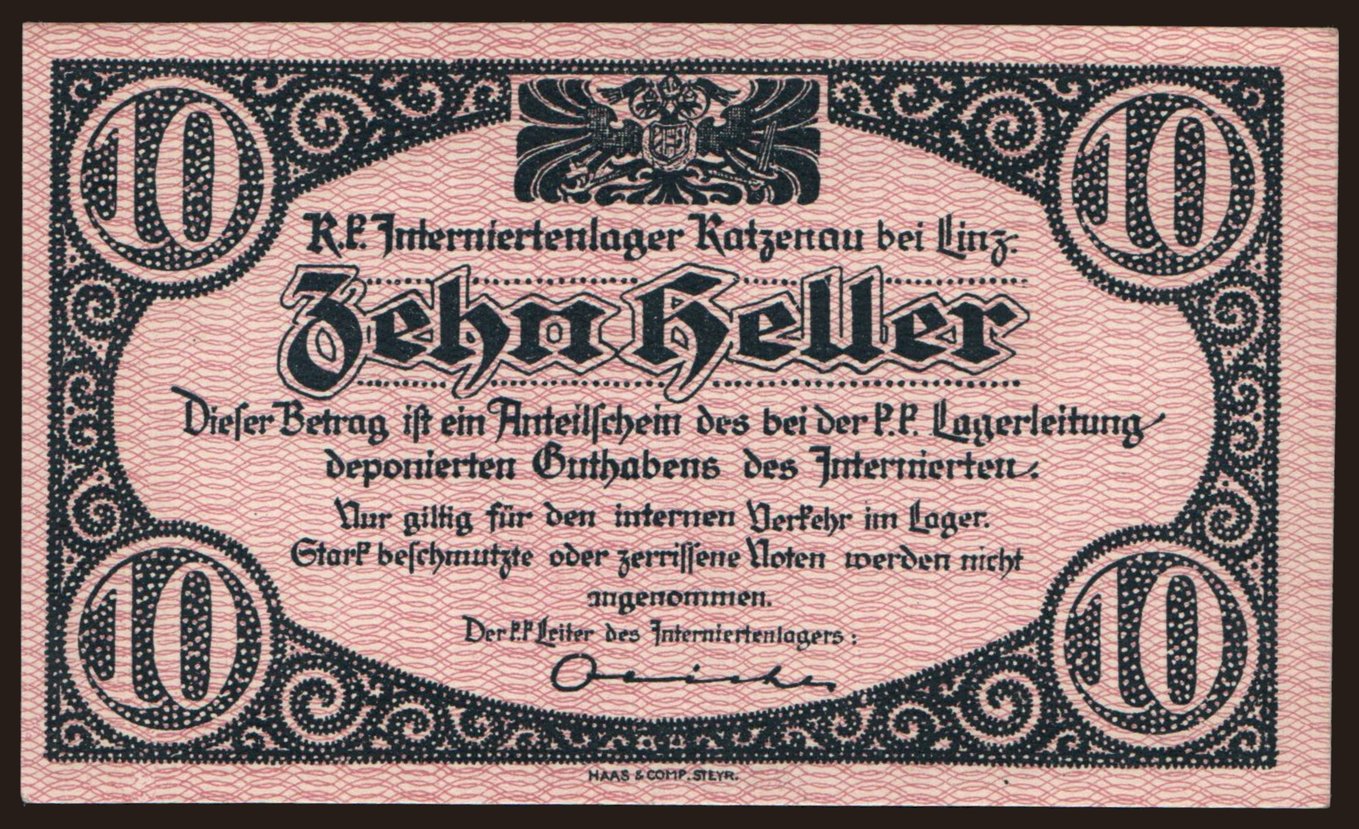 10 10
K.k. Interniertenlager Katzenau bei Linz.
Zehn Heller
Dieser Betrag ist ein Anteilschein des bei der k.k. Lagerleitung
deponierten Guthabens des Internierten.
Nur giltig für den internen Verkehr im Lager.
Stark beschmutzte oder zerrissene Noten werden nicht
angenommen.
Der k.k Leiter des Interniertenlagers:
10 10
HAAS & COMP. STEYR.